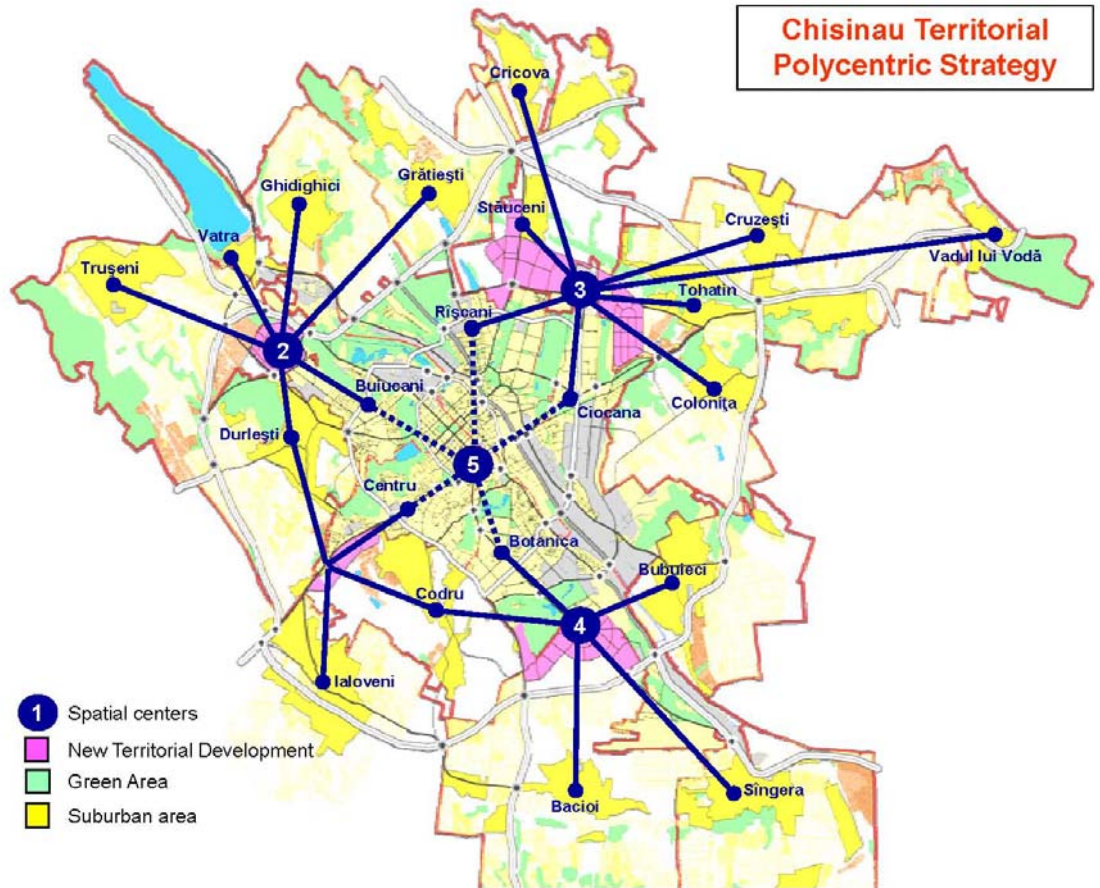 Chisinau Territorial
Polycentric Strategy
Cricova
Ghidighici
Grătieşti
Stăuceni
Cruzeşti
Vatra
Vadul lui Vodă
Truşeni
3
Tohatin
Rîşcani
2
Buiucani
Coloniţa
Ciocana
Durleşti
5
Centru
Botanica
Bubuieci
Codru
4
Ialoveni
1 Spatial centers
New Territorial Development
Green Area
Suburban area
Bacioi
Sîngera